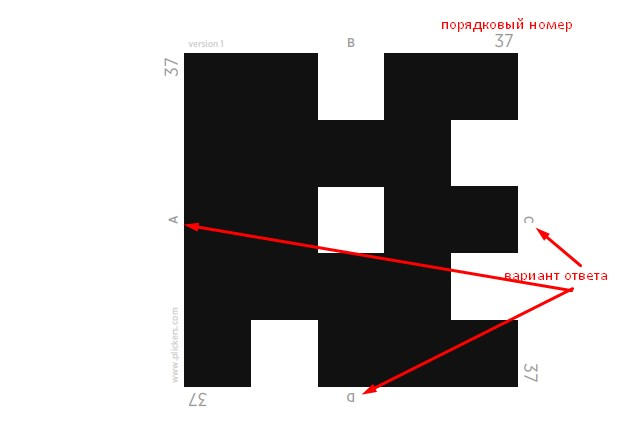 порядковый номер
version 1
B
37
37
A
C
вариант ответа
www.plickers.com
37
37
D